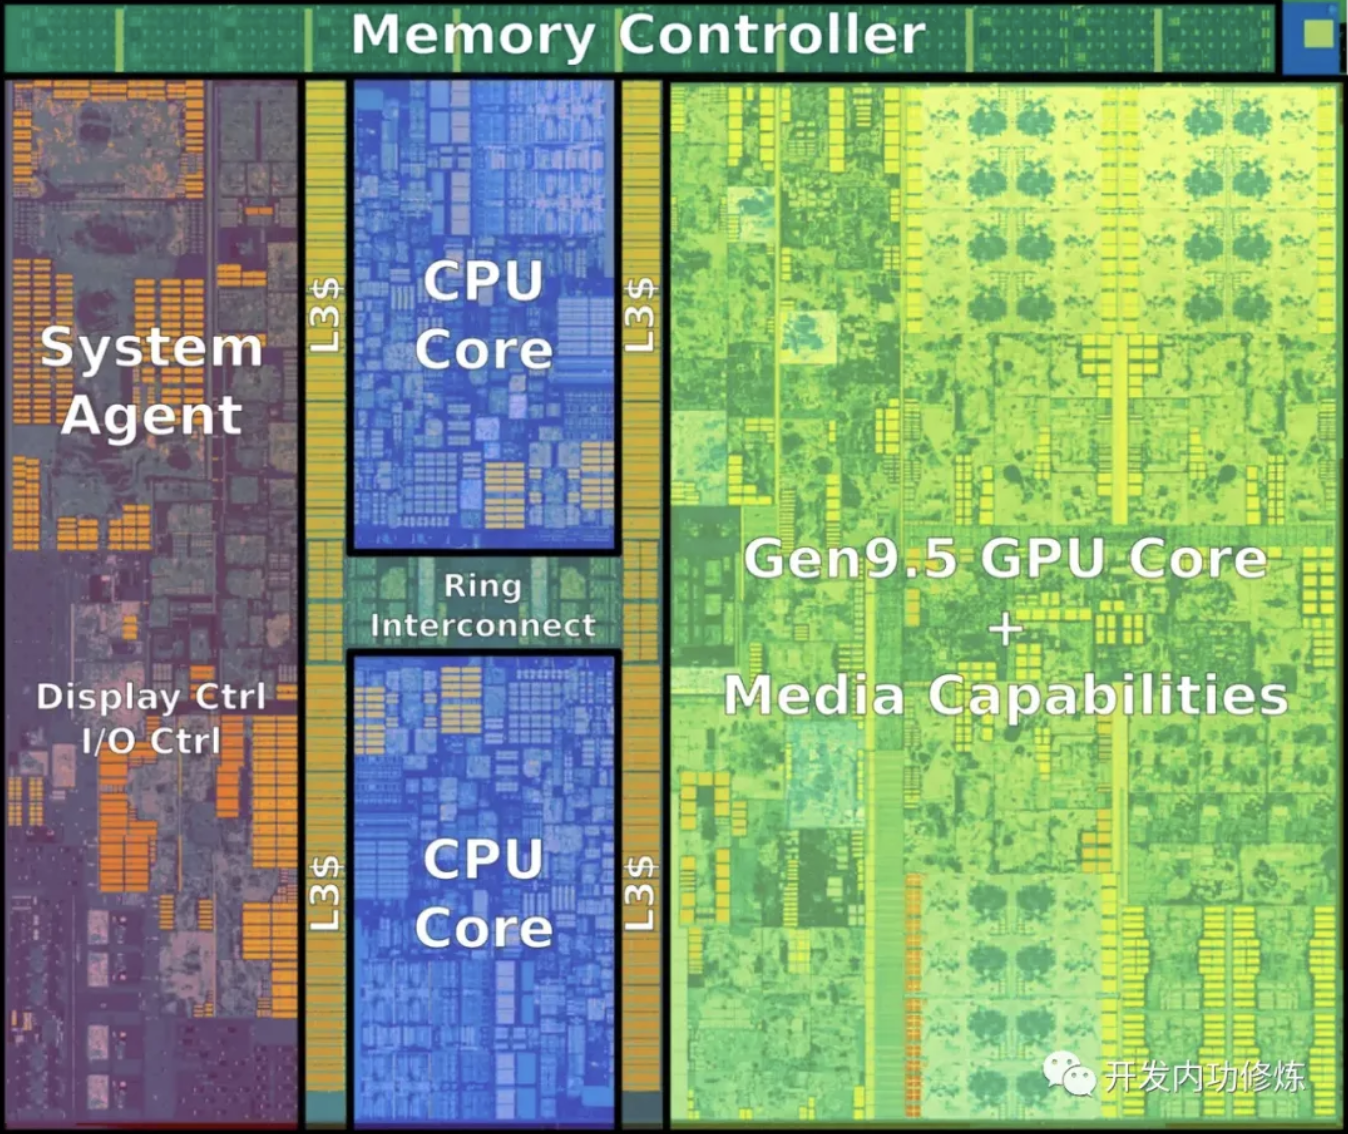 Memory Controller
System
Agent
Display Ctrl
I/O Ctrl
L3$
L3$
CPU
Core
Ring
Interconnect
CPU
Core
L3$
L3$
Gen9.5 GPU Core
+
Media Capabilities
开发内功修炼